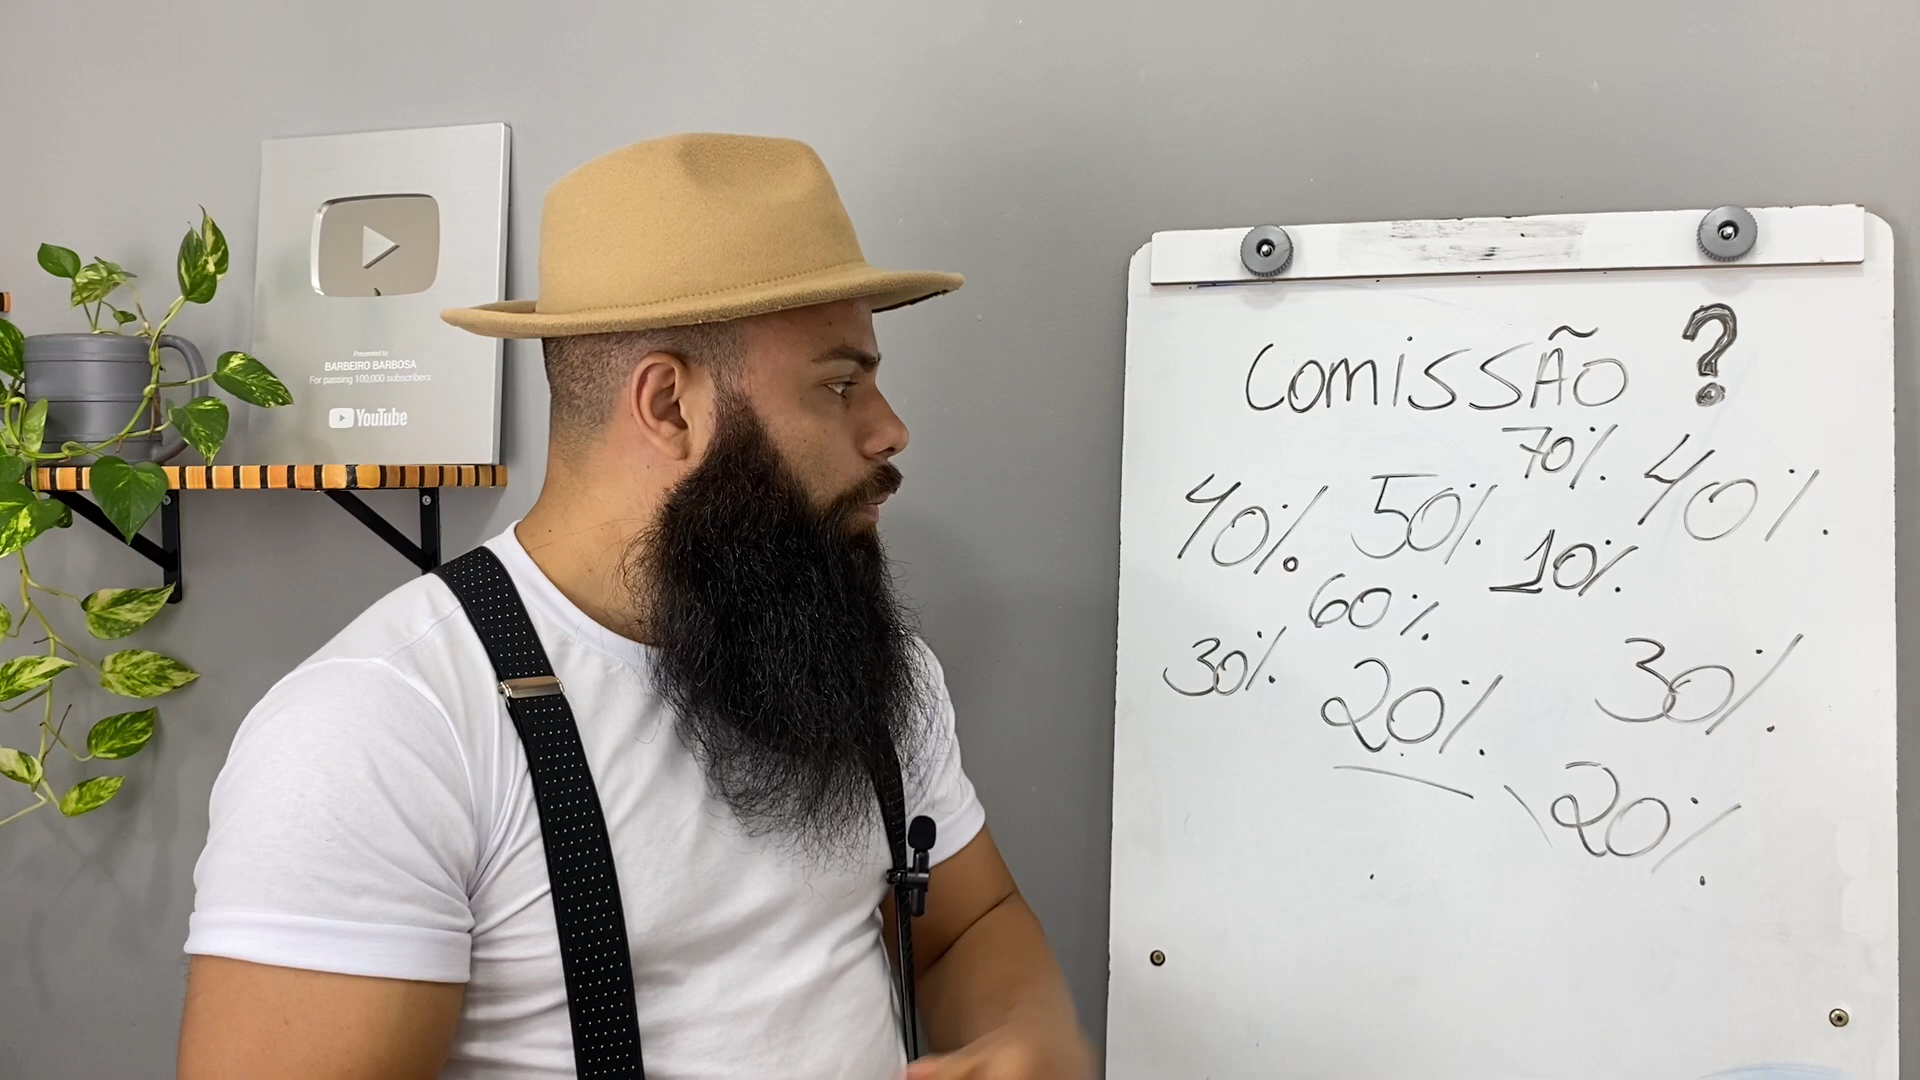 Presented to
BARBEIRO BARBOSA
For passing 100,000 subscribers
YouTube
COMISSÃO ?
70%
40% 50% 40%
10%
60%
30% 20% 30%
20%